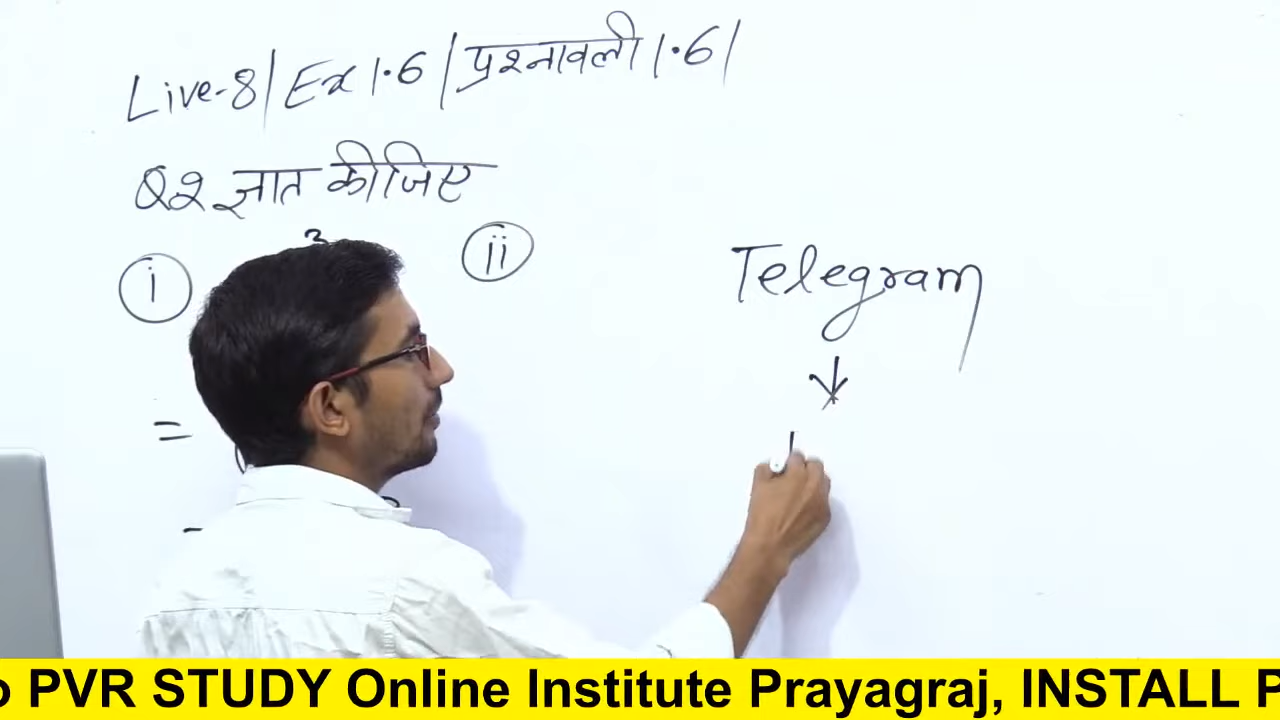 Live-8| Ex 1.6 | प्रश्नावली 1.6|
Q2 ज्ञात कीजिए
i
ii
Telegram
=
PVR STUDY Online Institute Prayagraj, INSTALL